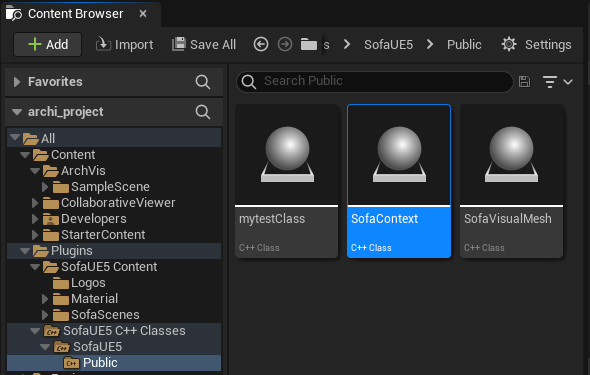 Content Browser
Add
Import
Save All
s
SofaUE5
Public
Settings
Favorites
Search Public
archi_project
All
Content
ArchVis
SampleScene
CollaborativeViewer
Developers
StarterContent
Plugins
SofaUE5 Content
Logos
Material
SofaScenes
SofaUE5 C++ Classes
SofaUE5
Public
mytestClass
C++ Class
SofaContext
C++ Class
SofaVisualMesh
C++ Class